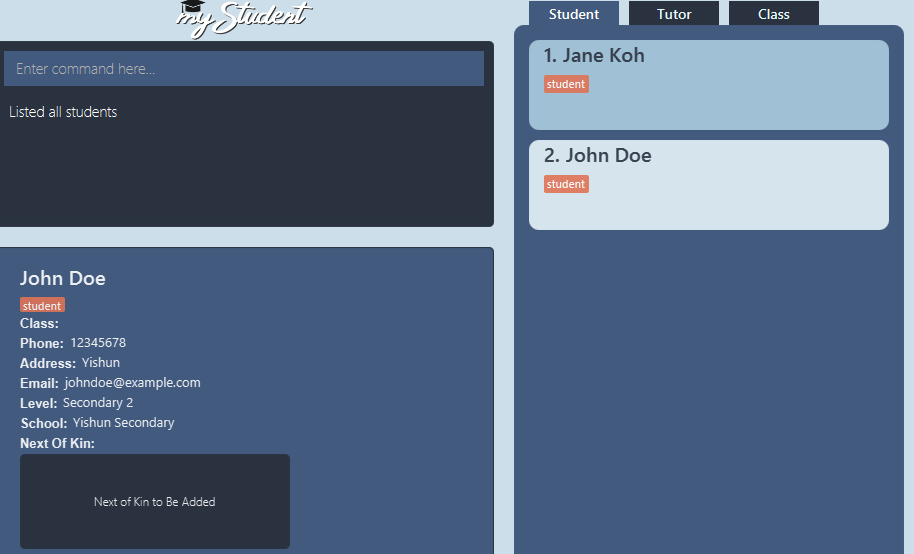 myStudent
Enter command here...
Listed all students
John Doe
student
Class:
Phone: 12345678
Address: Yishun
Email: johndoe@example.com
Level: Secondary 2
School: Yishun Secondary
Next Of Kin:
Next of Kin to Be Added
Student Tutor Class
1. Jane Koh
student
2. John Doe
student